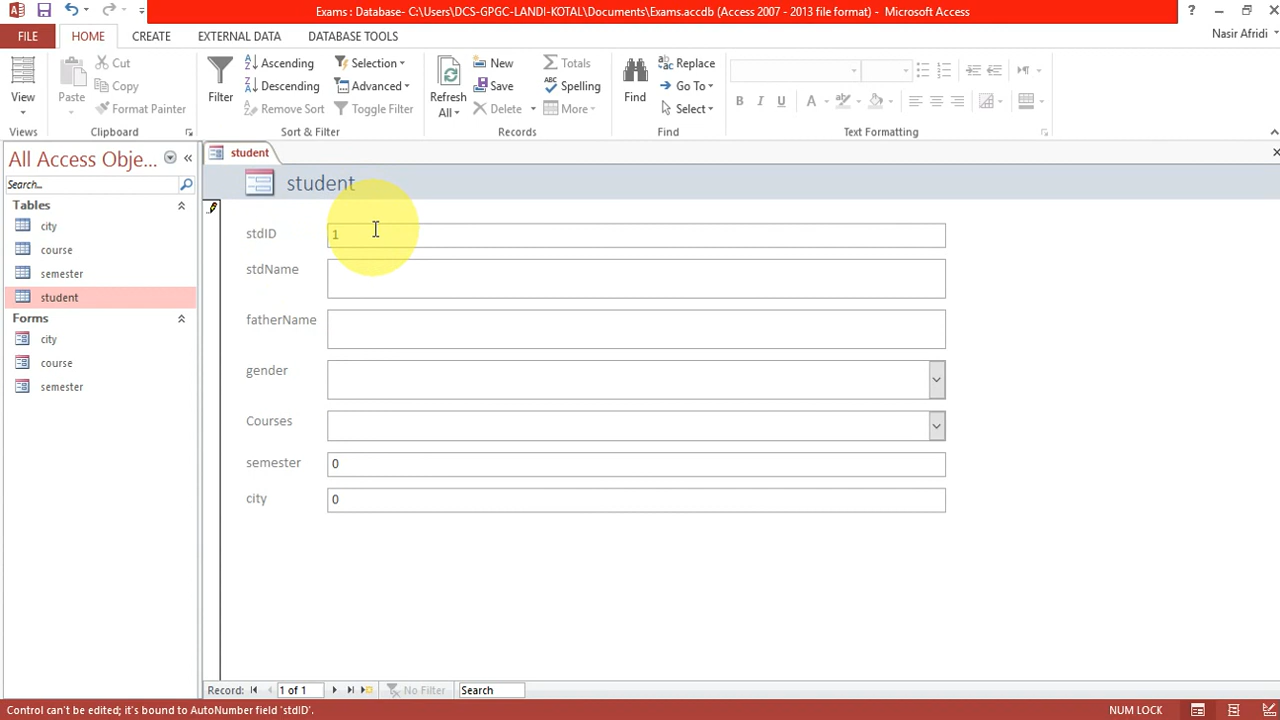 Exams : Database- C:\Users\DCS-GPGC-LANDI-KOTAL\Documents\Exams.accdb (Access 2007 - 2013 file format) - Microsoft Access
FILE HOME CREATE EXTERNAL DATA DATABASE TOOLS Nasir Afridi
View Paste Cut Copy Format Painter
Views Clipboard
Filter Ascending Descending Remove Sort Selection Advanced Toggle Filter
Sort & Filter
Refresh All New Save Delete Totals Spelling More
Records
Find Replace Go To Select
Find
B I U A
Text Formatting
All Access Obje...
Search...
Tables
city
course
semester
student
Forms
city
course
semester
student
student
stdID 1
stdName
fatherName
gender
Courses
semester 0
city 0
Record: 1 of 1 No Filter Search
Control can't be edited; it's bound to AutoNumber field 'stdID'. NUM LOCK